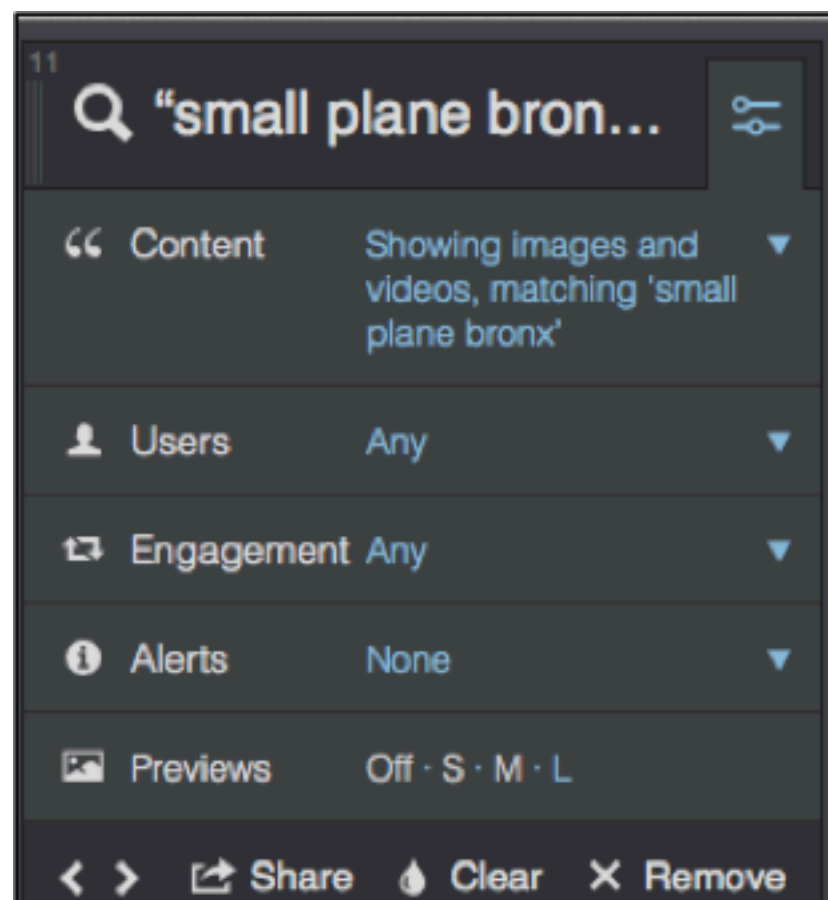 11
“small plane bron...
Content Showing images and
videos, matching 'small
plane bronx'
Users Any
Engagement Any
Alerts None
Previews Off · S · M · L
Share Clear Remove